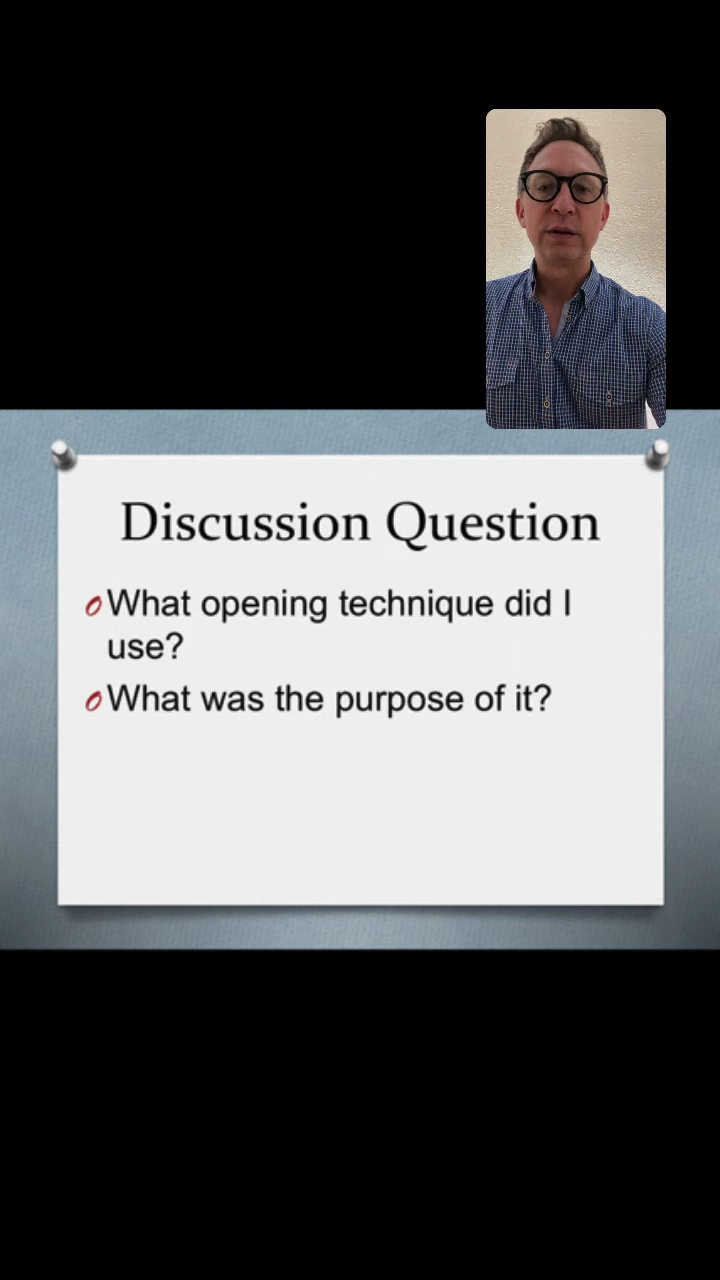 Discussion Question
What opening technique did I
use?
What was the purpose of it?